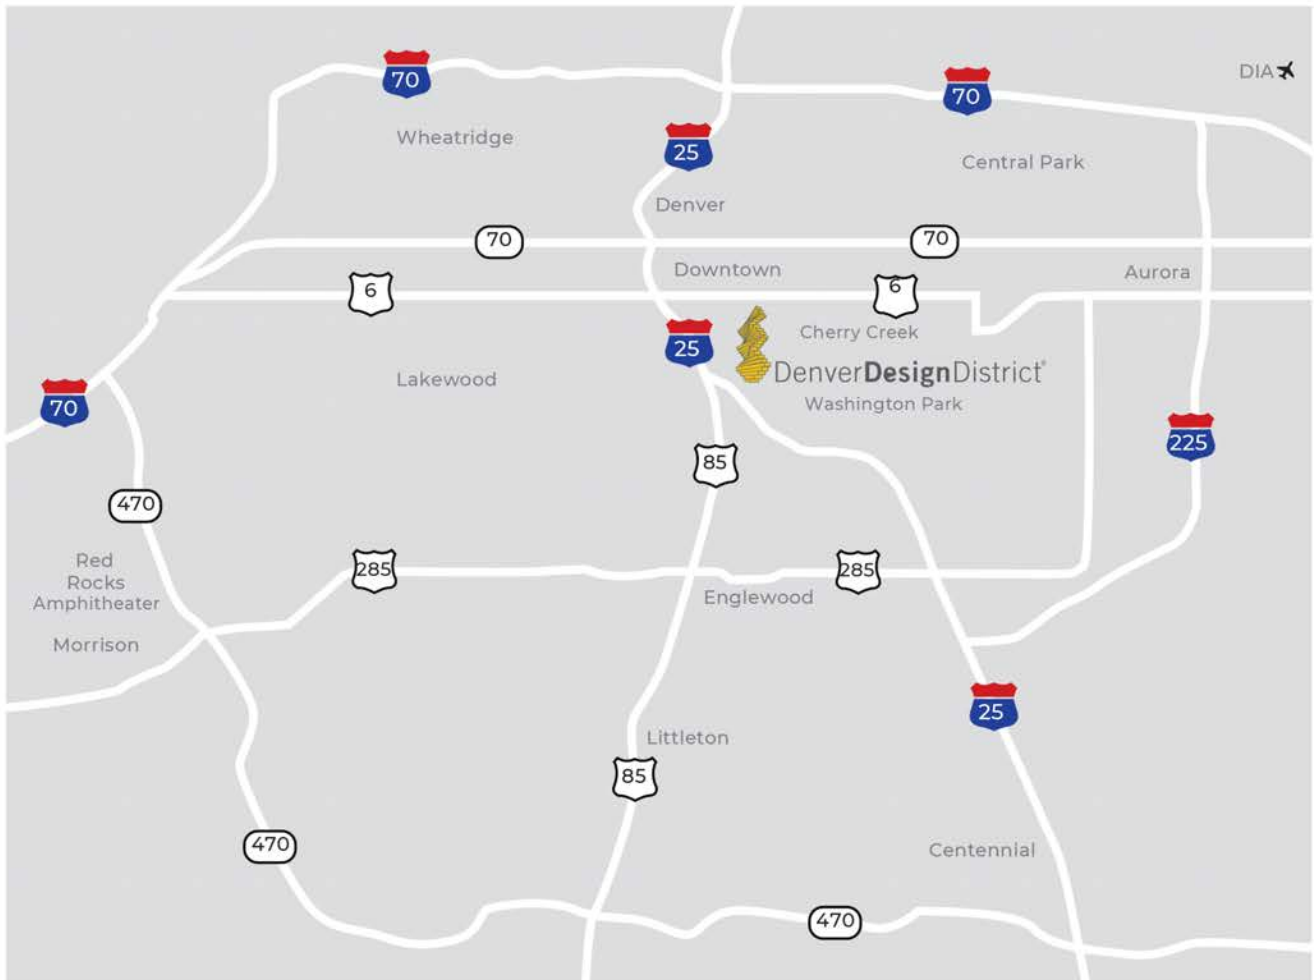 70
DIA
70
25
Wheatridge
Central Park
Denver
70
70
Downtown
Aurora
6
6
Cherry Creek
25
DenverDesignDistrict®
Lakewood
Washington Park
70
225
85
470
Red
Rocks
Amphitheater
285
285
Englewood
Morrison
25
Littleton
85
470
Centennial
470